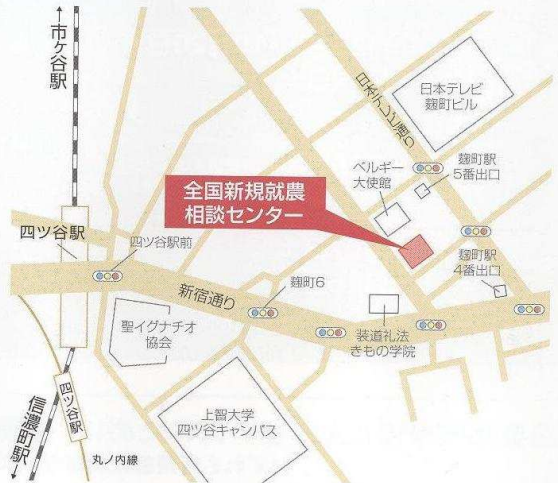 ←市ヶ谷駅
日本テレビ
麹町ビル
日本テレビ通り
麹町駅
5番出口
ベルギー
大使館
全国新規就農
相談センター
四ツ谷駅
四ツ谷駅前
麹町駅
4番出口
新宿通り
麹町6
聖イグナチオ
協会
装道礼法
きもの学院
四ツ谷駅
上智大学
四ツ谷キャンパス
信濃町駅→
丸ノ内線